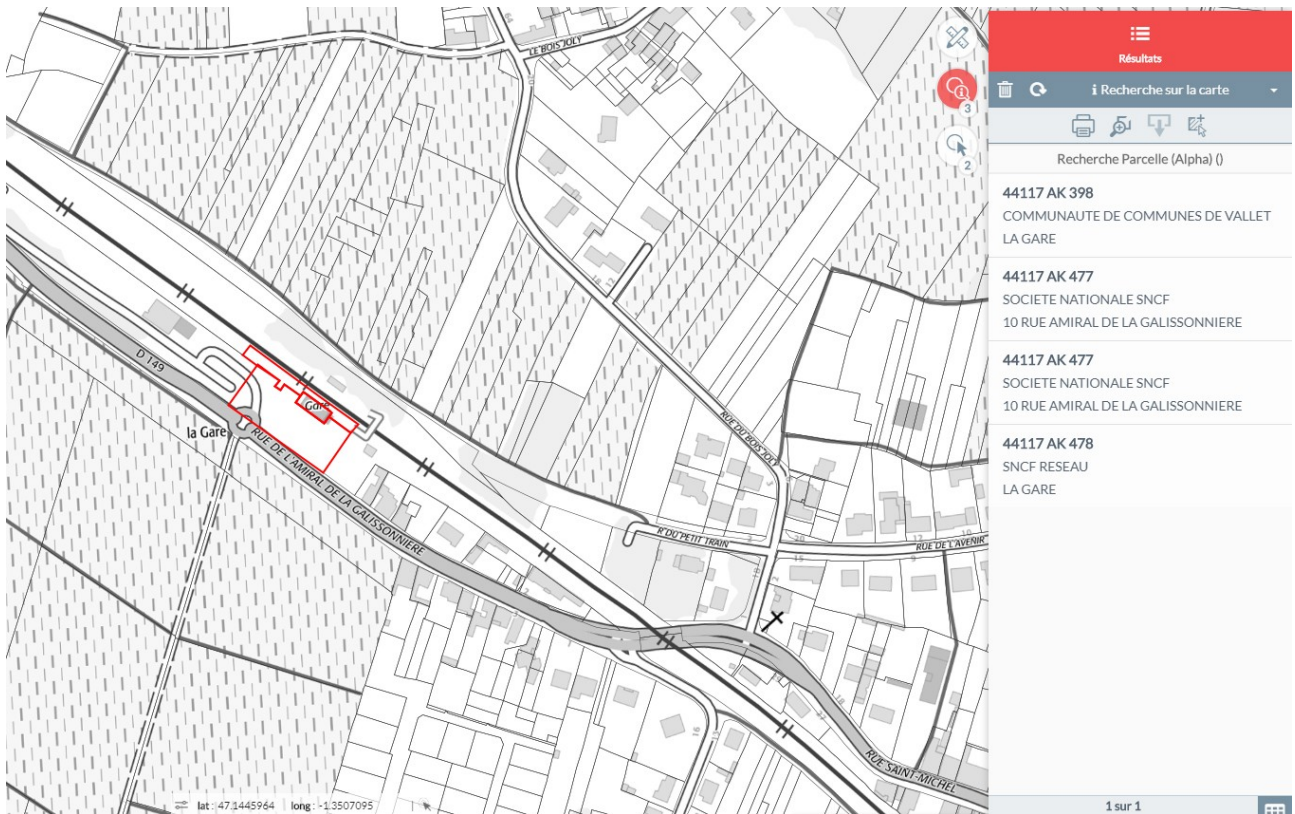 LE BOIS JOLY
64
10
18
12
D 149
Gare
la Gare
RUE DE L'AMIRAL DE LA GALISSONNIERE
RUE DU BOIS JOLY
R DU PETIT TRAIN
RUE DE L'AVENIR
RUE SAINT-MICHEL
lat : 47.1445964 long : -1.3507095
3
2
Résultats
i Recherche sur la carte
Recherche Parcelle (Alpha) ()
44117 AK 398
COMMUNAUTE DE COMMUNES DE VALLET
LA GARE
44117 AK 477
SOCIETE NATIONALE SNCF
10 RUE AMIRAL DE LA GALISSONNIERE
44117 AK 477
SOCIETE NATIONALE SNCF
10 RUE AMIRAL DE LA GALISSONNIERE
44117 AK 478
SNCF RESEAU
LA GARE
1 sur 1